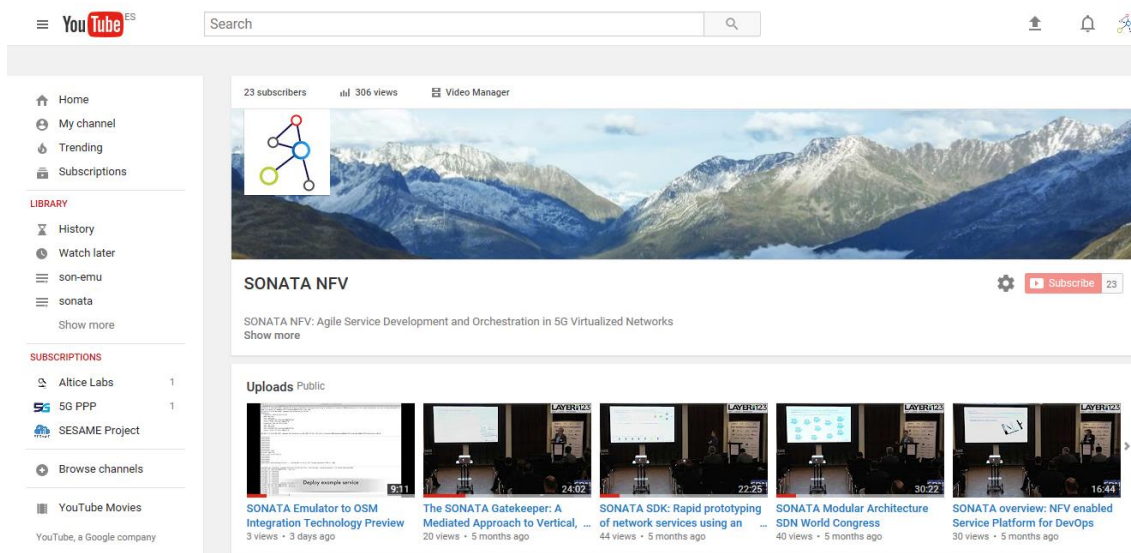 YouTube ES
Search
23 subscribers 306 views Video Manager
Home
My channel
Trending
Subscriptions
LIBRARY
History
Watch later
son-emu
sonata
Show more
SUBSCRIPTIONS
Altice Labs 1
5G PPP 1
SESAME Project
Browse channels
YouTube Movies
YouTube, a Google company
SONATA NFV
Subscribe 23
SONATA NFV: Agile Service Development and Orchestration in 5G Virtualized Networks
Show more
Uploads Public
Deploy example service
9:11
SONATA Emulator to OSM
Integration Technology Preview
3 views • 3 days ago
LAYER123
24:02
The SONATA Gatekeeper: A
Mediated Approach to Vertical, ...
20 views • 5 months ago
LAYER123
22:25
SONATA SDK: Rapid prototyping
of network services using an ...
44 views • 5 months ago
LAYER123
30:22
SONATA Modular Architecture
SDN World Congress
40 views • 5 months ago
LAYER123
16:44
SONATA overview: NFV enabled
Service Platform for DevOps
30 views • 5 months ago